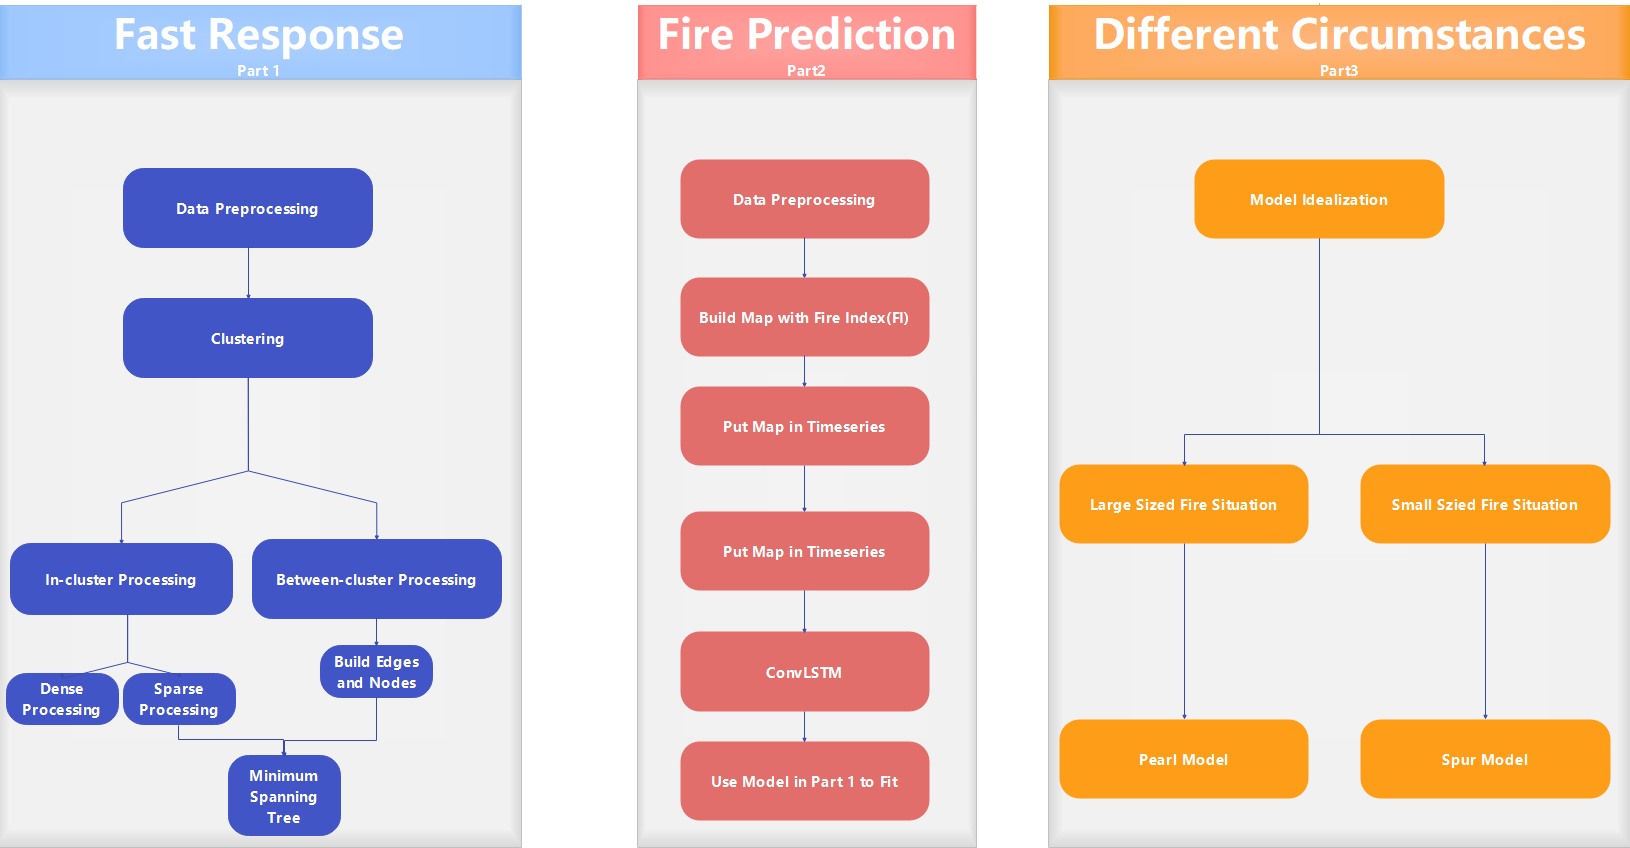 Fast Response
Part 1
Data Preprocessing
Clustering
In-cluster Processing
Between-cluster Processing
Build Edges
and Nodes
Dense
Processing
Sparse
Processing
Minimum
Spanning
Tree
Fire Prediction
Part2
Data Preprocessing
Build Map with Fire Index(FI)
Put Map in Timeseries
Put Map in Timeseries
ConvLSTM
Use Model in Part 1 to Fit
Different Circumstances
Part3
Model Idealization
Large Sized Fire Situation
Small Szied Fire Situation
Pearl Model
Spur Model